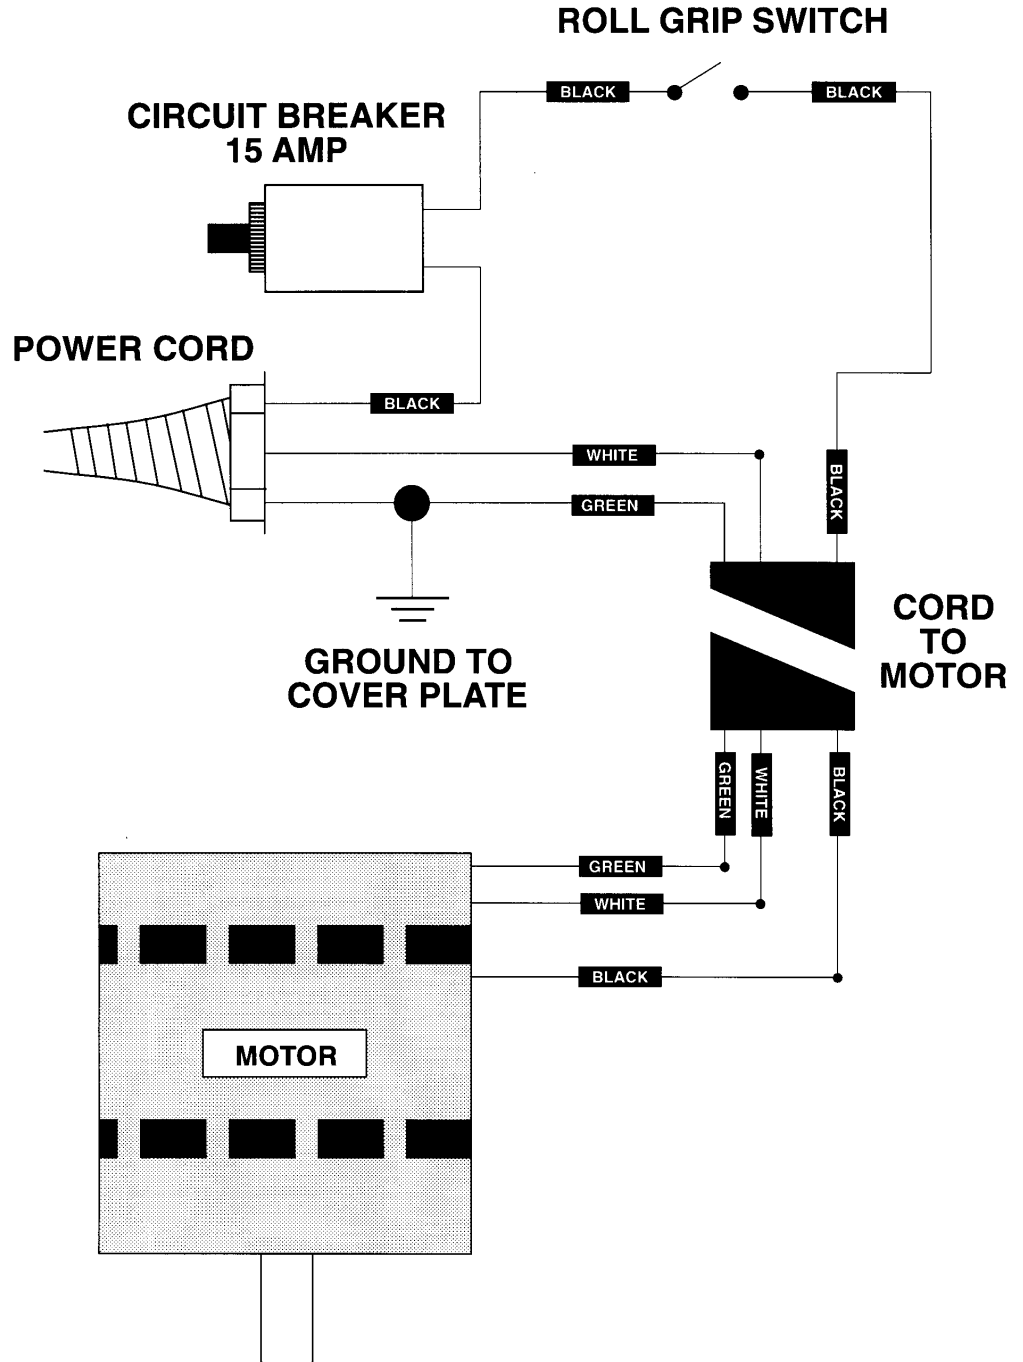 ROLL GRIP SWITCH
BLACK
BLACK
CIRCUIT BREAKER
15 AMP
POWER CORD
BLACK
WHITE
BLACK
GREEN
CORD
TO
MOTOR
GROUND TO
COVER PLATE
GREEN
WHITE
BLACK
GREEN
WHITE
BLACK
MOTOR